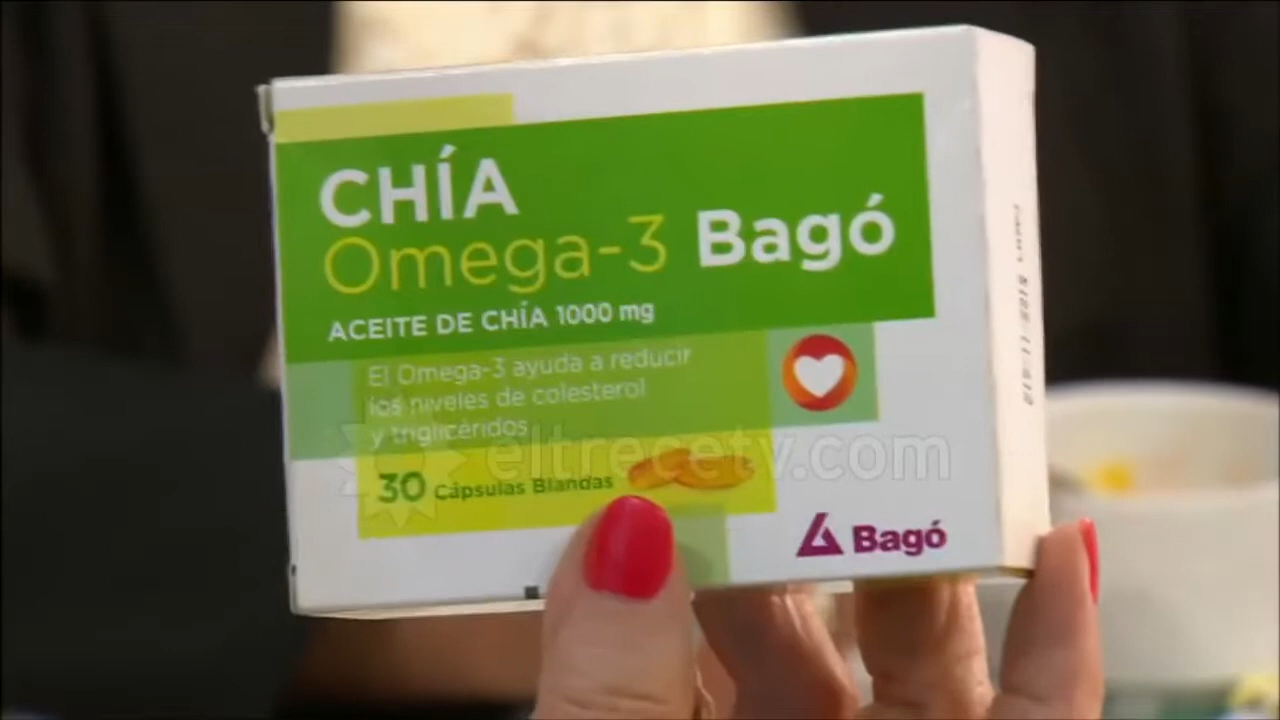 CHÍA
Omega-3 Bagó
ACEITE DE CHÍA 1000 mg
El Omega-3 ayuda a reducir
los niveles de colesterol
y triglicéridos
eltrecetv.com
30 Cápsulas Blandas
Bagó